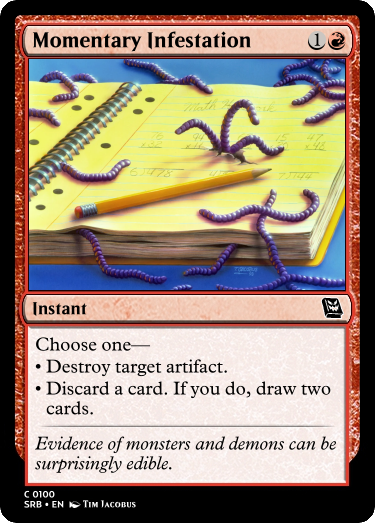 Momentary Infestation 1
Instant
Choose one—
• Destroy target artifact.
• Discard a card. If you do, draw two
cards.
Evidence of monsters and demons can be
surprisingly edible.
C 0100
SRB • EN Tim Jacobus